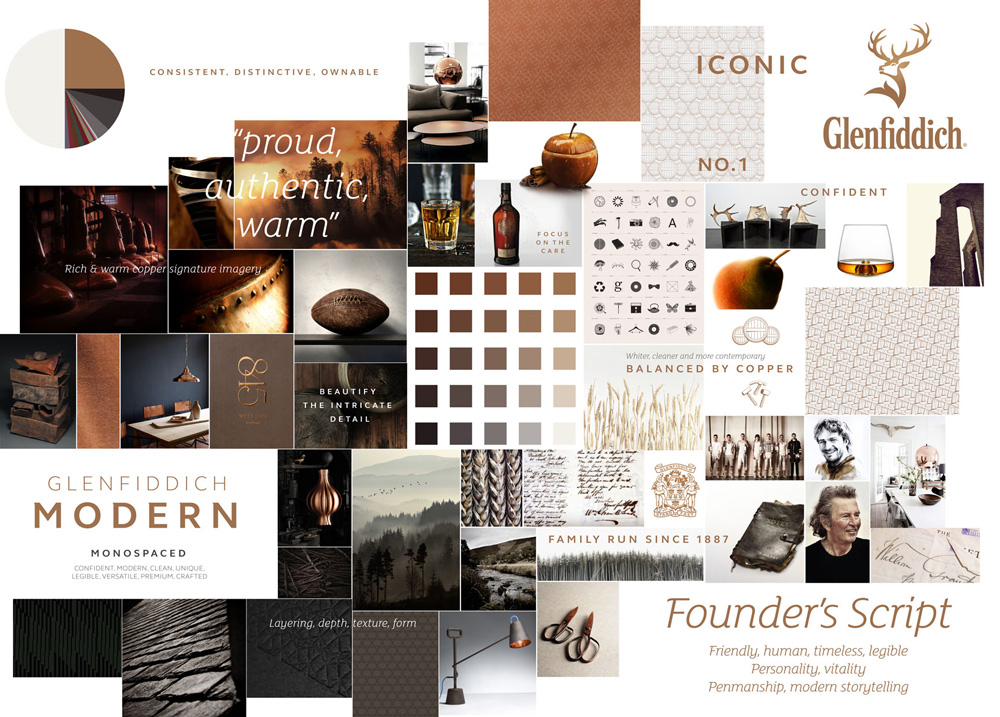 CONSISTENT, DISTINCTIVE, OWNABLE
ICONIC
Glenfiddich
"proud,
authentic,
warm"
NO.1
CONFIDENT
FOCUS
ON THE
CARE
Rich & warm copper signature imagery
Whiter, cleaner and more contemporary
BALANCED BY COPPER
BEAUTIFY
THE INTRICATE
DETAIL
GLENFIDDICH
MODERN
MONOSPACED
CONFIDENT, MODERN, CLEAN, UNIQUE,
LEGIBLE, VERSATILE, PREMIUM, CRAFTED
FAMILY RUN SINCE 1887
Layering, depth, texture, form
Founder's Script
Friendly, human, timeless, legible
Personality, vitality
Penmanship, modern storytelling